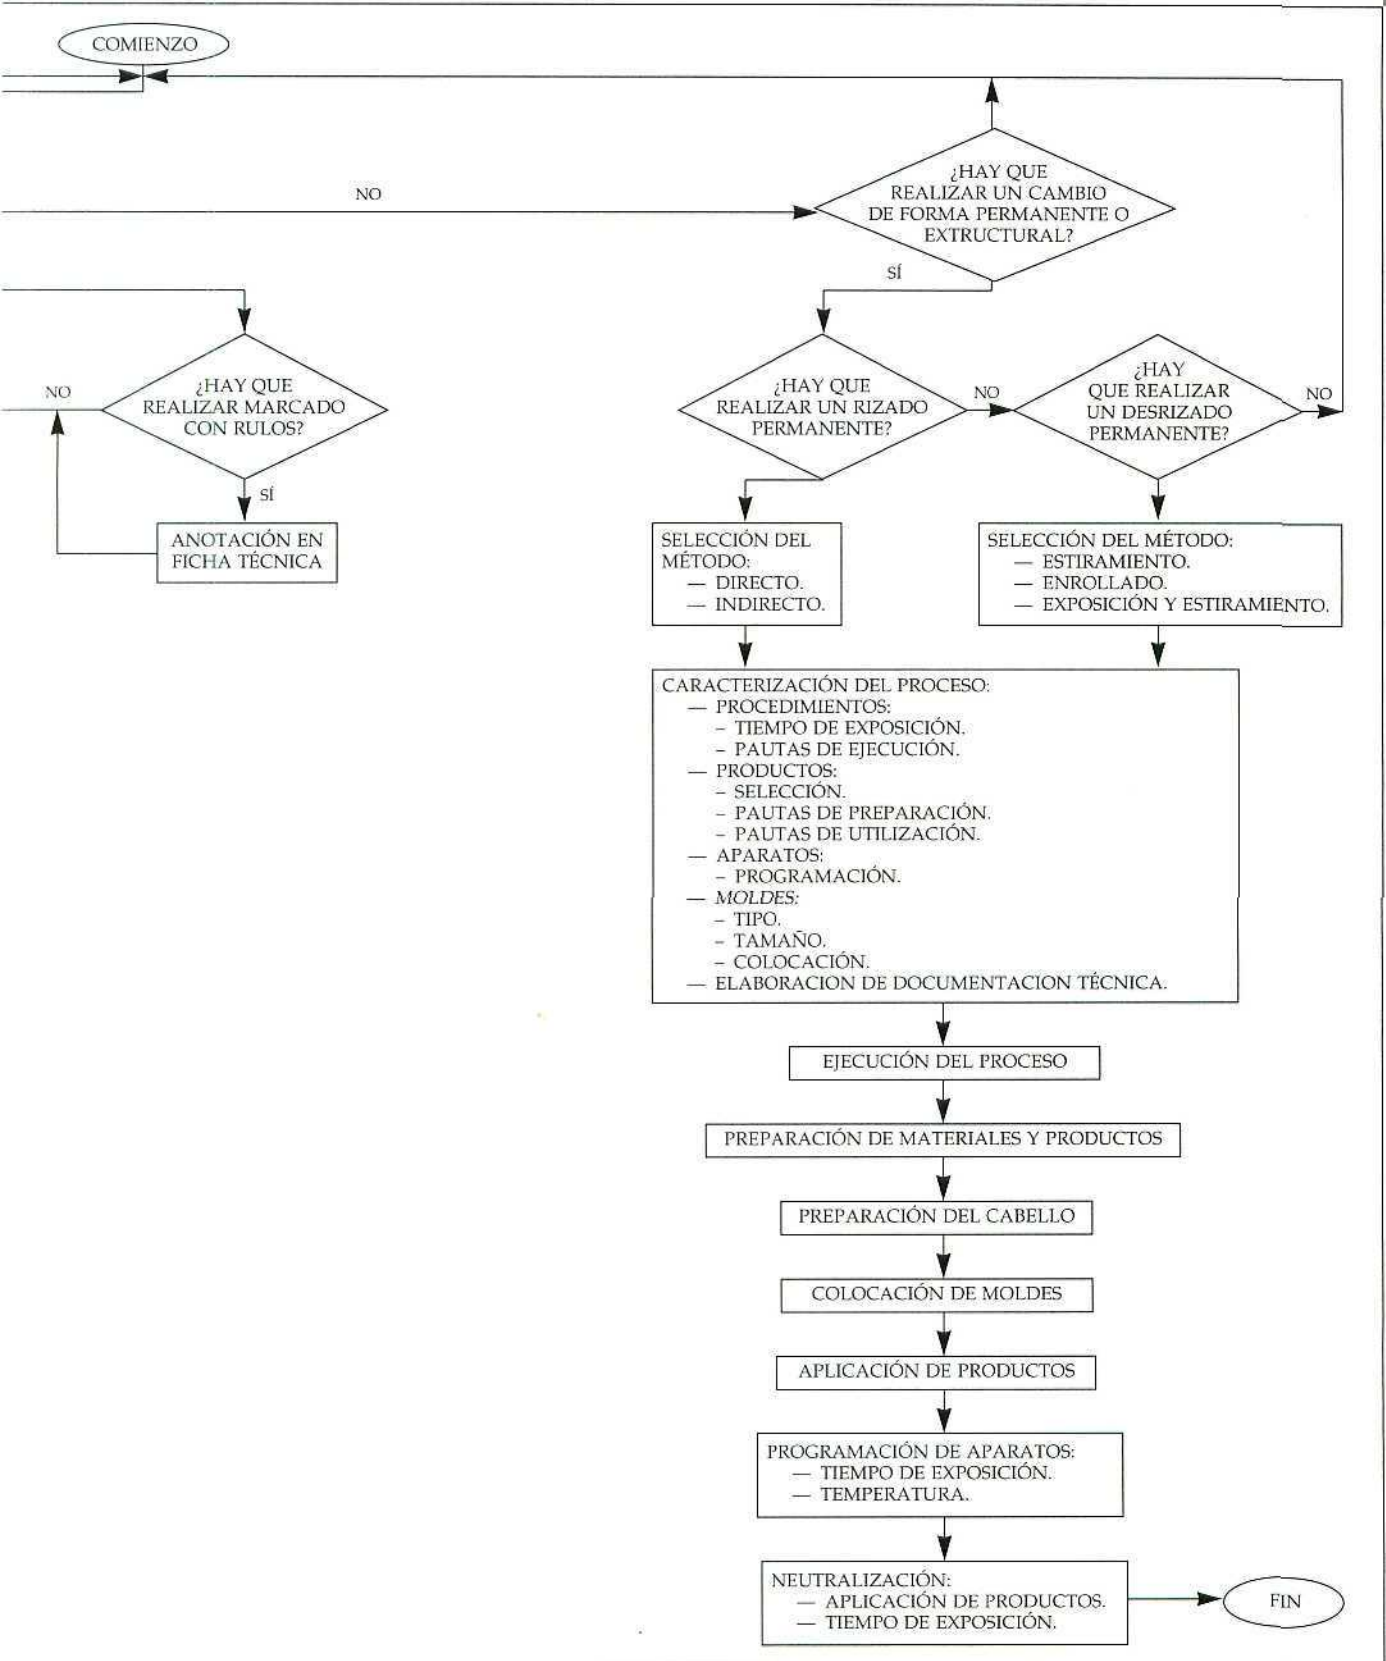 COMIENZO
¿HAY QUE
REALIZAR UN CAMBIO
DE FORMA PERMANENTE O
EXTRUCTURAL?
NO
SÍ
¿HAY QUE
REALIZAR MARCADO
CON RULOS?
NO
SÍ
ANOTACIÓN EN
FICHA TÉCNICA
¿HAY QUE
REALIZAR UN RIZADO
PERMANENTE?
NO
¿HAY
QUE REALIZAR
UN DESRIZADO
PERMANENTE?
NO
SELECCIÓN DEL
MÉTODO:
— DIRECTO.
— INDIRECTO.
SELECCIÓN DEL MÉTODO:
— ESTIRAMIENTO.
— ENROLLADO.
— EXPOSICIÓN Y ESTIRAMIENTO.
CARACTERIZACIÓN DEL PROCESO:
— PROCEDIMIENTOS:
– TIEMPO DE EXPOSICIÓN.
– PAUTAS DE EJECUCIÓN.
— PRODUCTOS:
– SELECCIÓN.
– PAUTAS DE PREPARACIÓN.
– PAUTAS DE UTILIZACIÓN.
— APARATOS:
– PROGRAMACIÓN.
— MOLDES:
– TIPO.
– TAMAÑO.
– COLOCACIÓN.
— ELABORACION DE DOCUMENTACION TÉCNICA.
EJECUCIÓN DEL PROCESO
PREPARACIÓN DE MATERIALES Y PRODUCTOS
PREPARACIÓN DEL CABELLO
COLOCACIÓN DE MOLDES
APLICACIÓN DE PRODUCTOS
PROGRAMACIÓN DE APARATOS:
— TIEMPO DE EXPOSICIÓN.
— TEMPERATURA.
NEUTRALIZACIÓN:
— APLICACIÓN DE PRODUCTOS.
— TIEMPO DE EXPOSICIÓN.
FIN